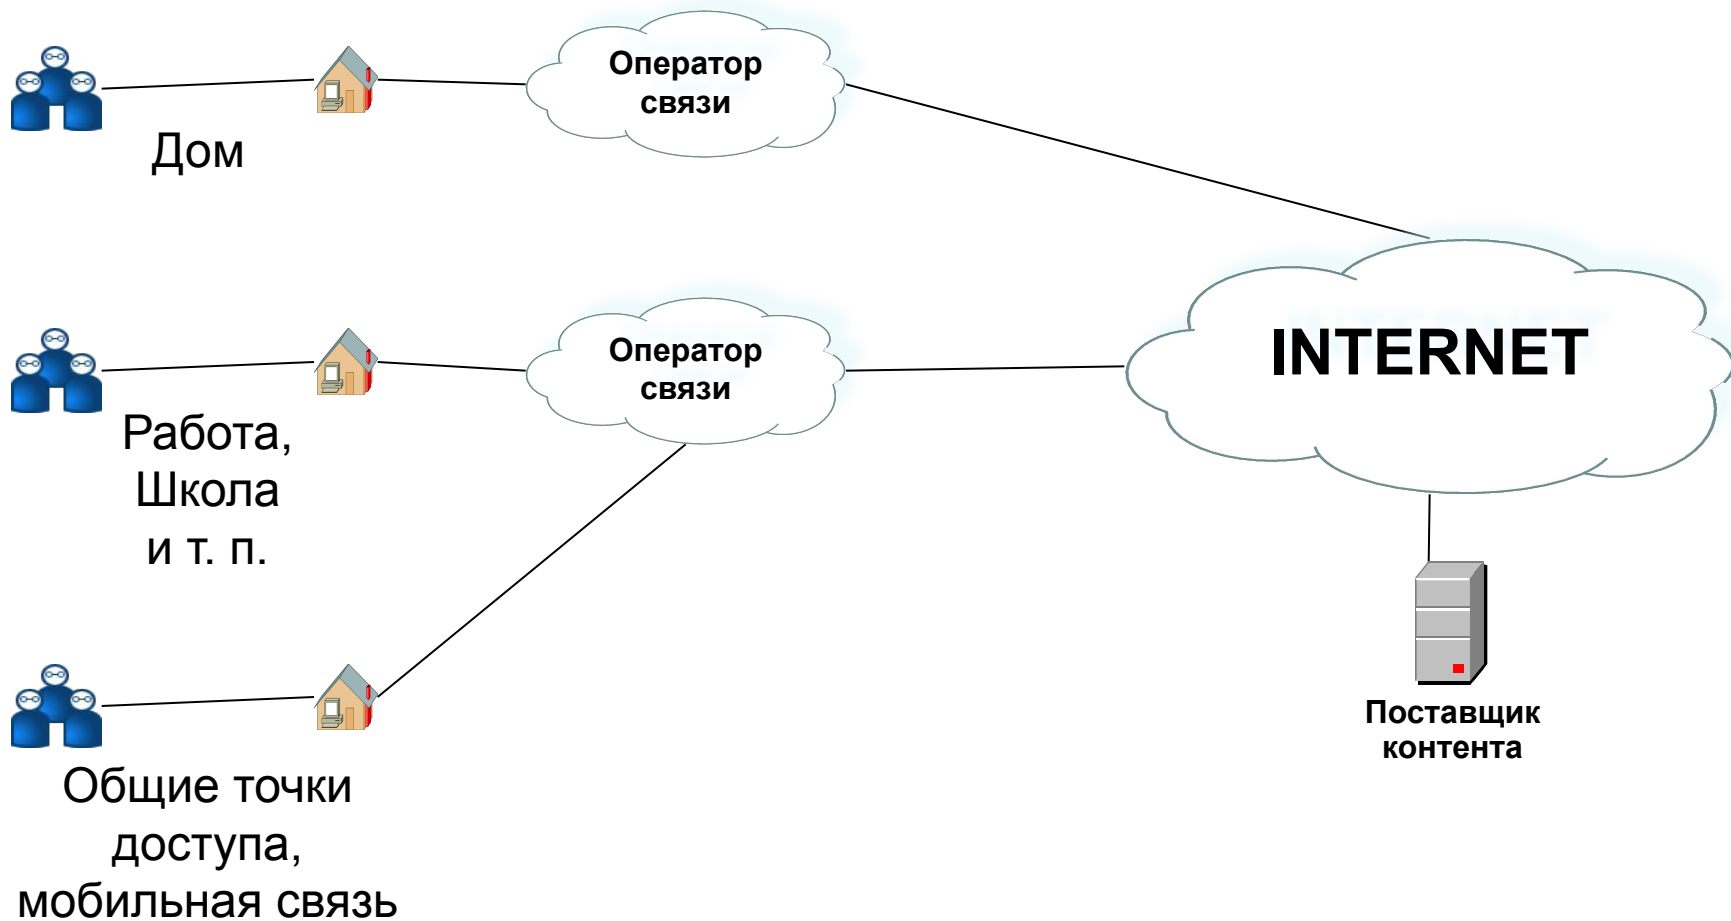 Оператор
связи
Дом
Оператор
связи
INTERNET
Работа,
Школа
и т. п.
Поставщик
контента
Общие точки
доступа,
мобильная связь